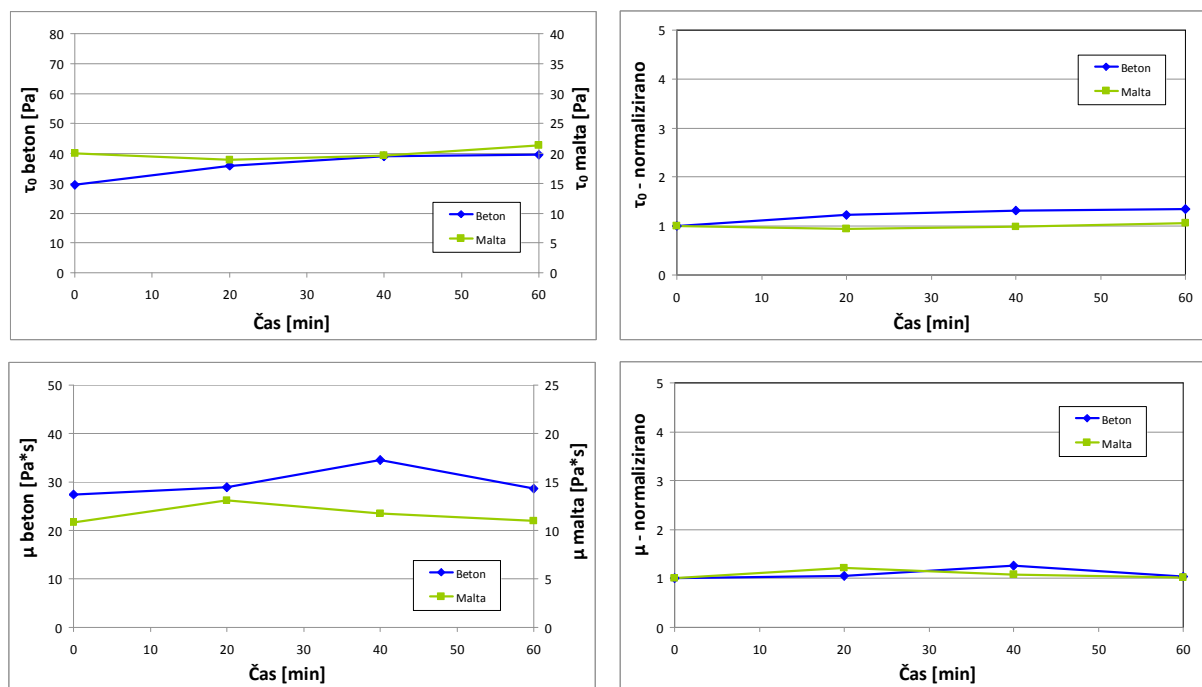 τ₀ beton [Pa]
80
70
60
50
40
30
20
10
0
40
35
30
25
20
15
10
5
0
τ₀ malta [Pa]
Beton
Malta
0 10 20 30 40 50 60
Čas [min]
τ₀ - normalizirano
5
4
3
2
1
0
Beton
Malta
0 10 20 30 40 50 60
Čas [min]
μ beton [Pa*s]
50
40
30
20
10
0
25
20
15
10
5
0
μ malta [Pa*s]
Beton
Malta
0 10 20 30 40 50 60
Čas [min]
μ - normalizirano
5
4
3
2
1
0
Beton
Malta
0 10 20 30 40 50 60
Čas [min]